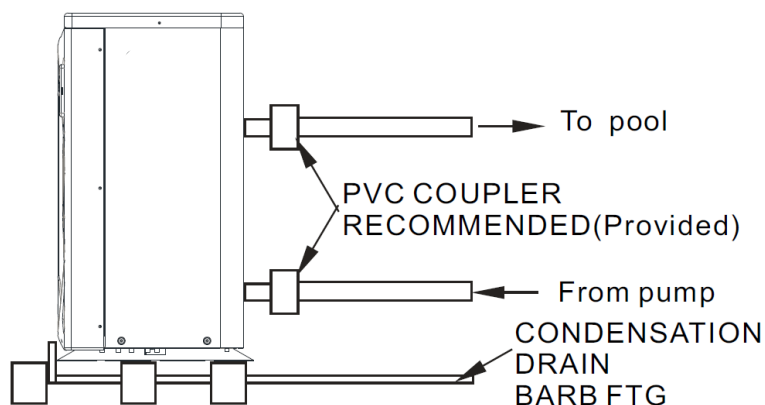 To pool
PVC COUPLER
RECOMMENDED(Provided)
From pump
CONDENSATION
DRAIN
BARB FTG